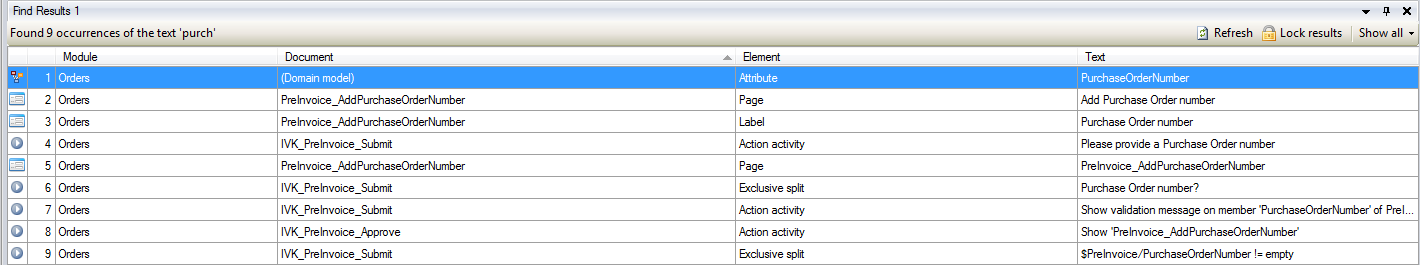 Find Results 1
Found 9 occurrences of the text 'purch' Refresh Lock results Show all
Module Document Element Text
1 Orders (Domain model) Attribute PurchaseOrderNumber
2 Orders PreInvoice_AddPurchaseOrderNumber Page Add Purchase Order number
3 Orders PreInvoice_AddPurchaseOrderNumber Label Purchase Order number
4 Orders IVK_PreInvoice_Submit Action activity Please provide a Purchase Order number
5 Orders PreInvoice_AddPurchaseOrderNumber Page PreInvoice_AddPurchaseOrderNumber
6 Orders IVK_PreInvoice_Submit Exclusive split Purchase Order number?
7 Orders IVK_PreInvoice_Submit Action activity Show validation message on member 'PurchaseOrderNumber' of PreI...
8 Orders IVK_PreInvoice_Approve Action activity Show 'PreInvoice_AddPurchaseOrderNumber'
9 Orders IVK_PreInvoice_Submit Exclusive split $PreInvoice/PurchaseOrderNumber != empty